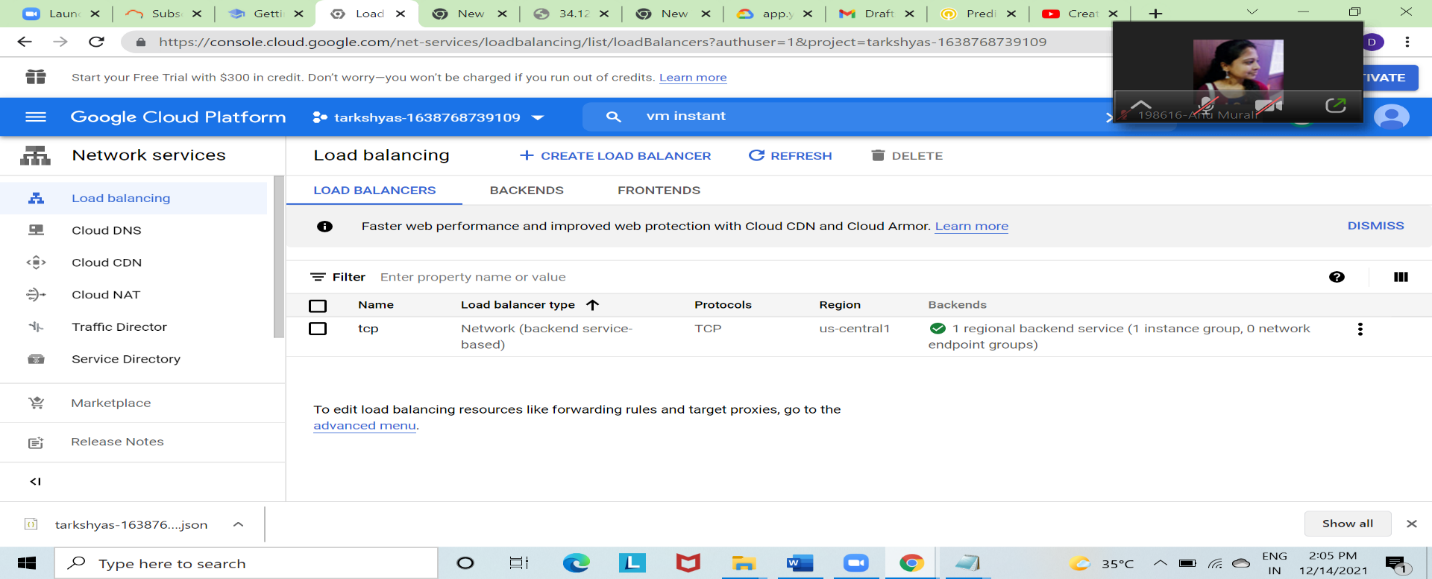 Laun
Subs
Getti
Load
New
34.12
New
app.y
Draft
Predi
Creat
https://console.cloud.google.com/net-services/loadbalancing/list/loadBalancers?authuser=1&project=tarkshyas-1638768739109
D
Start your Free Trial with $300 in credit. Don't worry—you won't be charged if you run out of credits. Learn more
IVATE
Google Cloud Platform
tarkshyas-1638768739109
vm instant
198616-Anu Murali
Network services
Load balancing
CREATE LOAD BALANCER
REFRESH
DELETE
Load balancing
LOAD BALANCERS
BACKENDS
FRONTENDS
Cloud DNS
Faster web performance and improved web protection with Cloud CDN and Cloud Armor. Learn more
DISMISS
Cloud CDN
Filter Enter property name or value
Cloud NAT
Name
Load balancer type
Protocols
Region
Backends
Traffic Director
tcp
Network (backend service-
based)
TCP
us-central1
1 regional backend service (1 instance group, 0 network
endpoint groups)
Service Directory
Marketplace
To edit load balancing resources like forwarding rules and target proxies, go to the
advanced menu.
Release Notes
tarkshyas-163876....json
Show all
Type here to search
35°C
ENG
IN
2:05 PM
12/14/2021
1